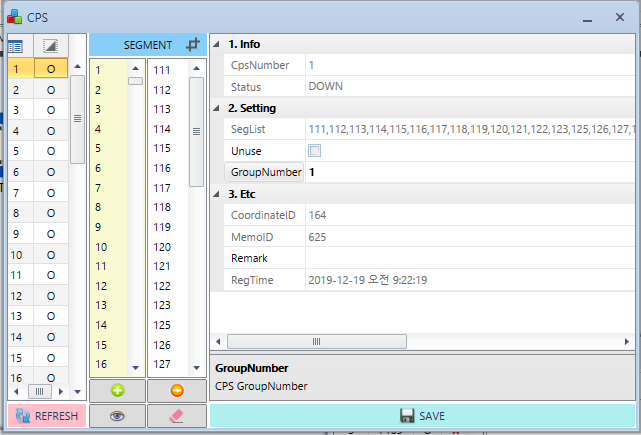 CPS
SEGMENT
1 O
2 O
3 O
4 O
5 O
6 O
7 O
8 O
9 O
10 O
11 O
12 O
13 O
14 O
15 O
16 O
1
2
3
4
5
6
7
8
9
10
11
12
13
14
15
16
111
112
113
114
115
116
117
118
119
120
121
122
123
125
126
127
1. Info
CpsNumber 1
Status DOWN
2. Setting
SegList 111,112,113,114,115,116,117,118,119,120,121,122,123,125,126,127,1
Unuse
GroupNumber 1
3. Etc
CoordinateID 164
MemoID 625
Remark
RegTime 2019-12-19 오전 9:22:19
GroupNumber
CPS GroupNumber
REFRESH
SAVE